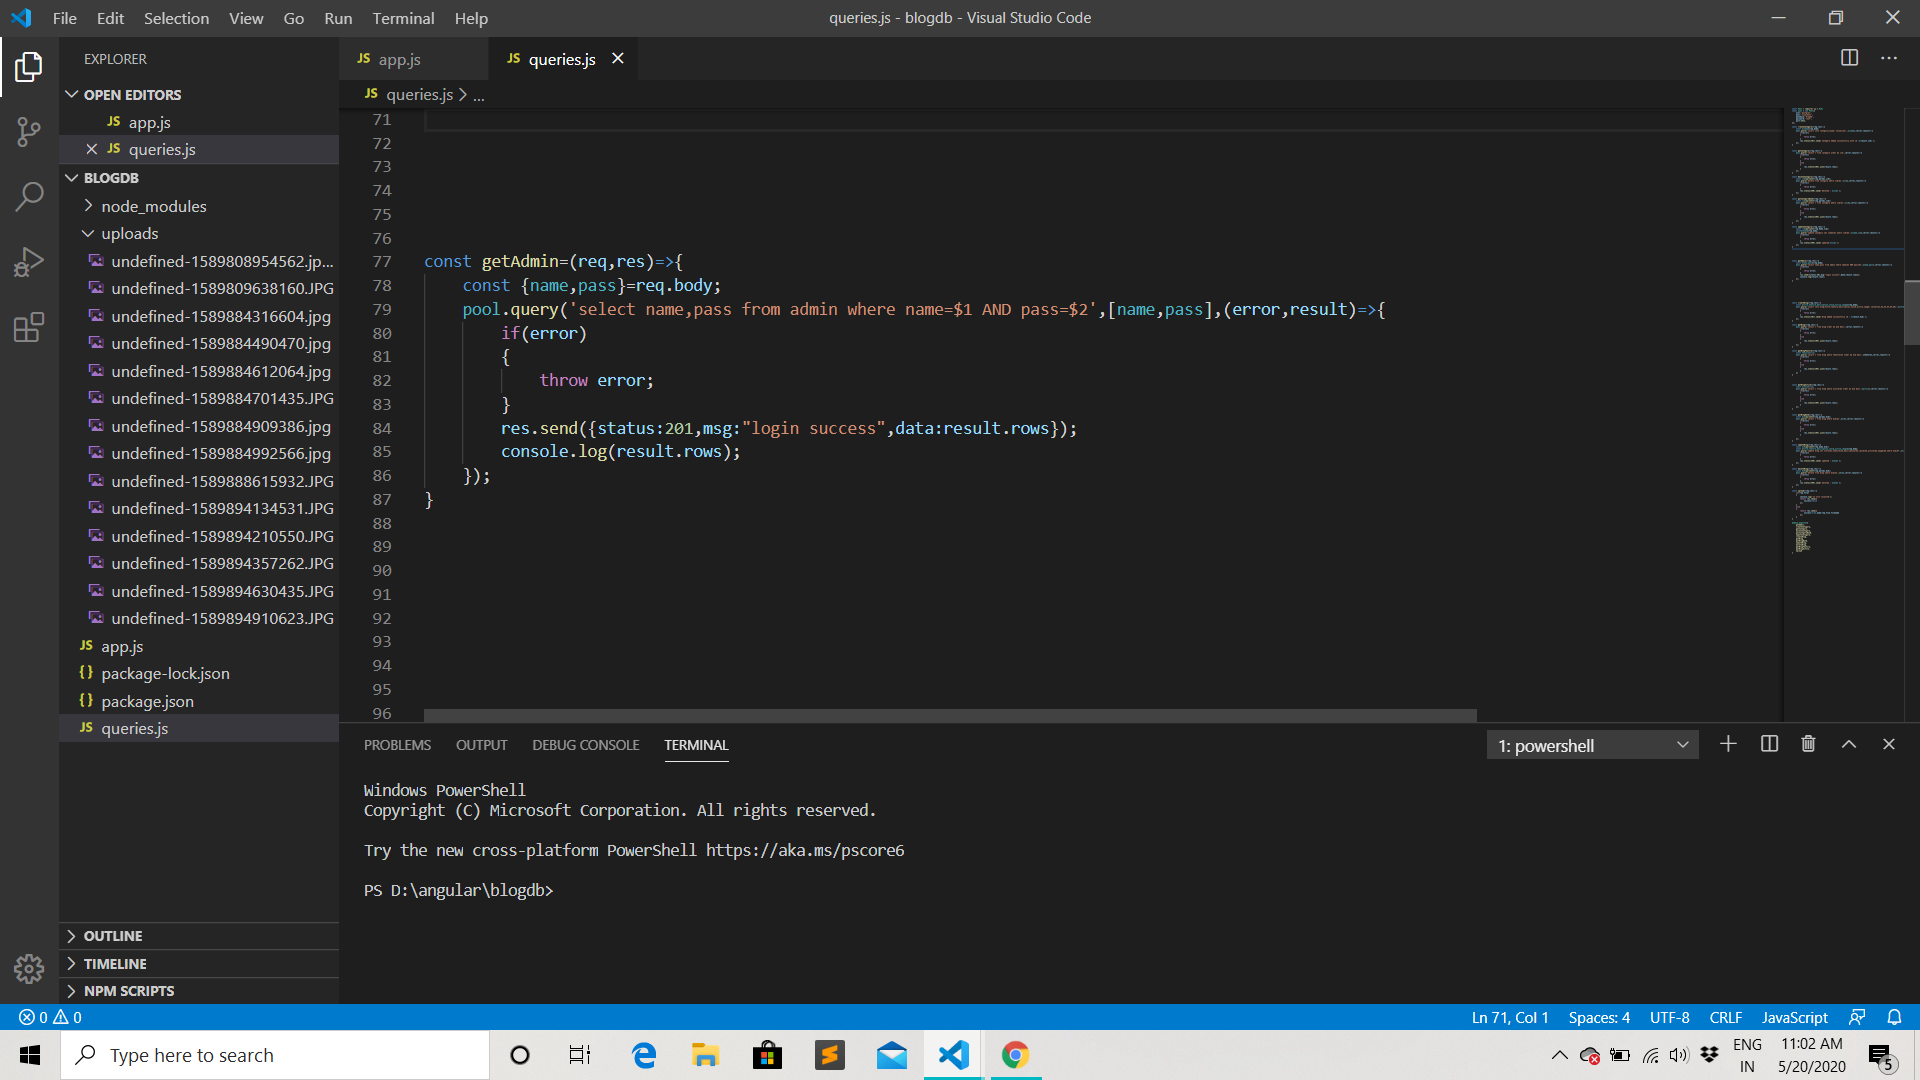 File Edit Selection View Go Run Terminal Help
queries.js - blogdb - Visual Studio Code
EXPLORER
OPEN EDITORS
JS app.js
JS queries.js
BLOGDB
node_modules
uploads
undefined-1589808954562.jp...
undefined-1589809638160.JPG
undefined-1589884316604.jpg
undefined-1589884490470.jpg
undefined-1589884612064.jpg
undefined-1589884701435.JPG
undefined-1589884909386.jpg
undefined-1589884992566.jpg
undefined-1589888615932.JPG
undefined-1589894134531.JPG
undefined-1589894210550.JPG
undefined-1589894357262.JPG
undefined-1589894630435.JPG
undefined-1589894910623.JPG
JS app.js
{} package-lock.json
{} package.json
JS queries.js
OUTLINE
TIMELINE
NPM SCRIPTS
JS app.js
JS queries.js
JS queries.js > ...
71
72
73
74
75
76
77 const getAdmin=(req,res)=>{
78 const {name,pass}=req.body;
79 pool.query('select name,pass from admin where name=$1 AND pass=$2',[name,pass],(error,result)=>{
80 if(error)
81 {
82 throw error;
83 }
84 res.send({status:201,msg:"login success",data:result.rows});
85 console.log(result.rows);
86 });
87 }
88
89
90
91
92
93
94
95
96
PROBLEMS OUTPUT DEBUG CONSOLE TERMINAL
1: powershell
Windows PowerShell
Copyright (C) Microsoft Corporation. All rights reserved.
Try the new cross-platform PowerShell https://aka.ms/pscore6
PS D:\angular\blogdb>
0 0
Ln 71, Col 1 Spaces: 4 UTF-8 CRLF JavaScript
Type here to search
ENG
IN
11:02 AM
5/20/2020
5